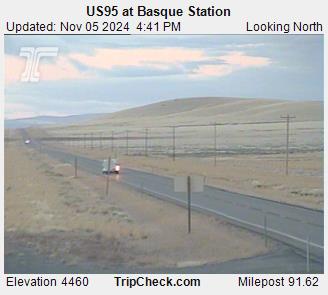 US95 at Basque Station
Updated: Nov 05 2024 4:41 PM Looking North
Elevation 4460 TripCheck.com Milepost 91.62